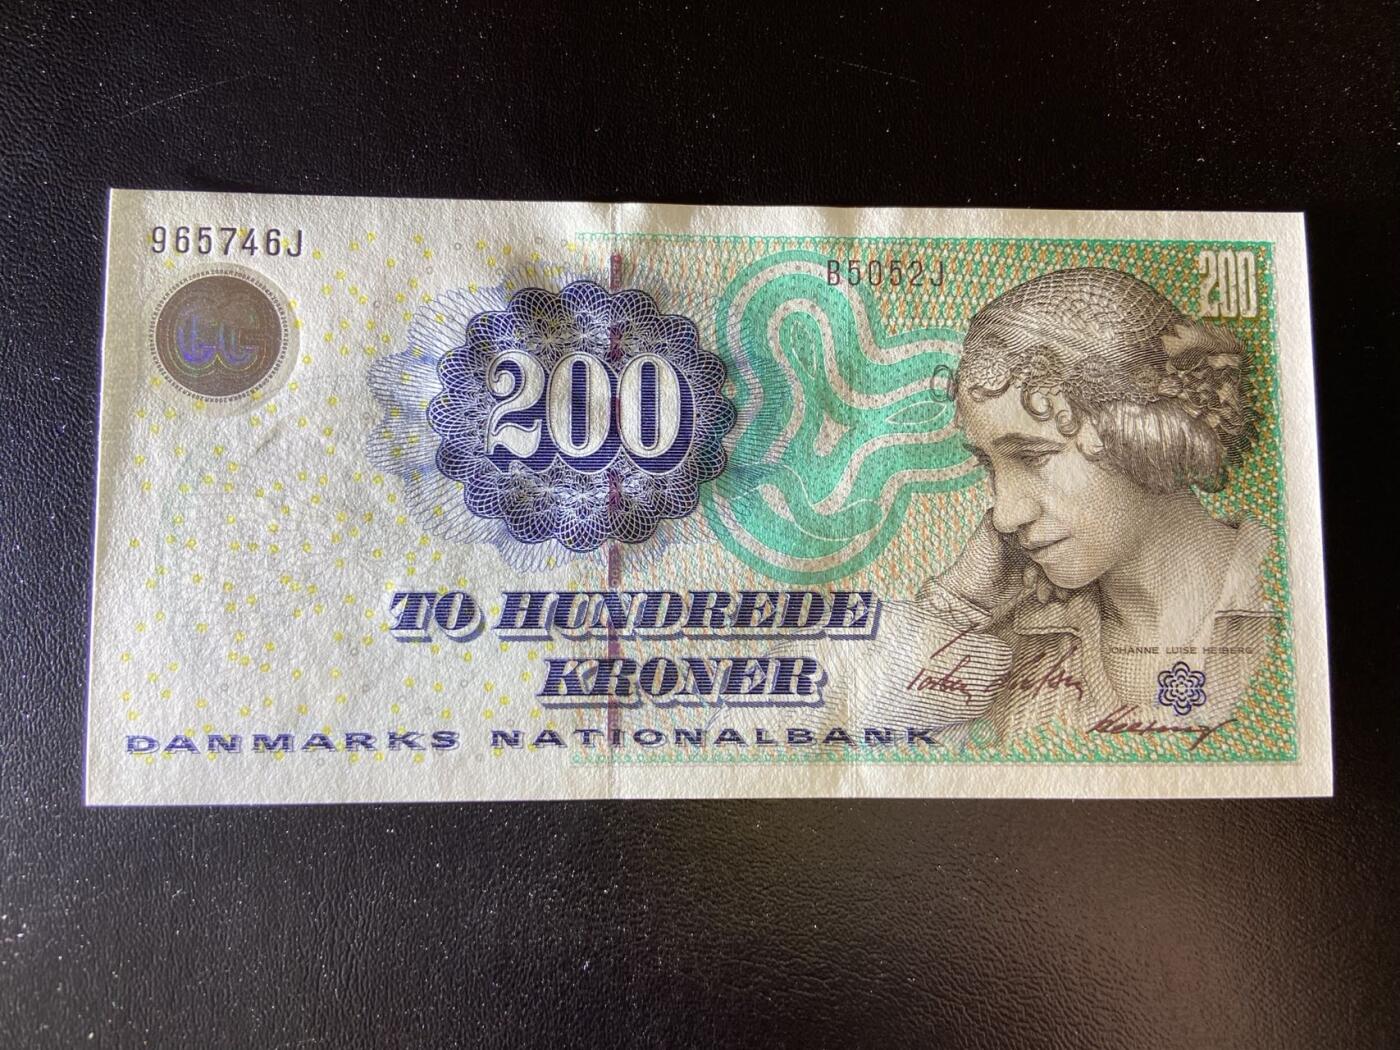 965746J
B5052J
200
200
TO HUNDREDE
KRONER
JOHANNE LUISE HEIBERG
DANMARKS NATIONALBANK